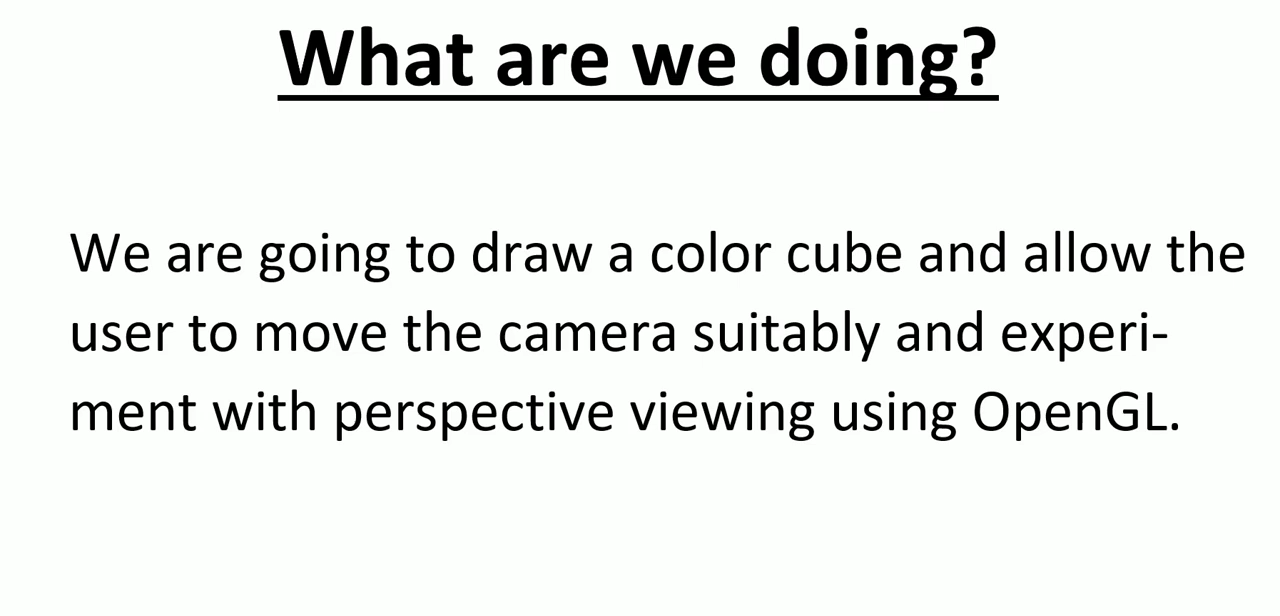 What are we doing?
We are going to draw a color cube and allow the
user to move the camera suitably and experi-
ment with perspective viewing using OpenGL.